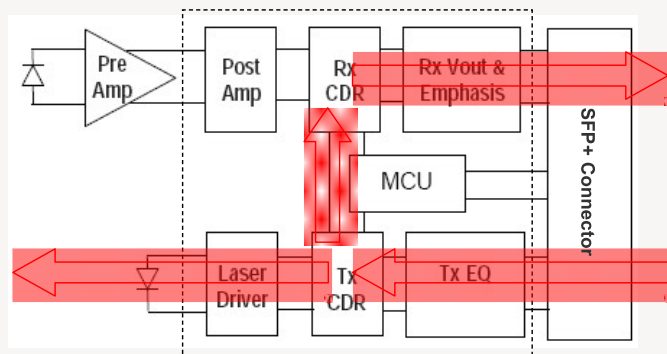 Pre
Amp
Post
Amp
Rx
CDR
Rx Vout &
Emphasis
SFP+ Connector
MCU
Laser
Driver
Tx
CDR
Tx EQ